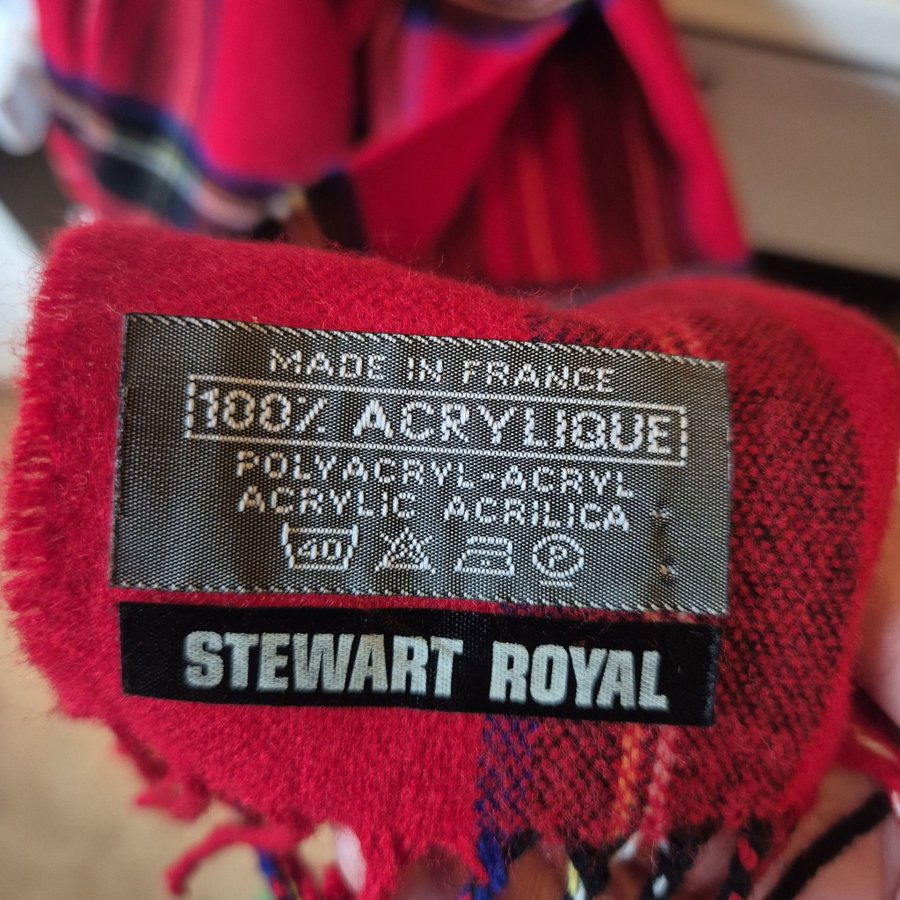 MADE IN FRANCE
100% ACRYLIQUE
POLYACRYL-ACRYL
ACRYLIC ACRILICA
40 P
STEWART ROYAL